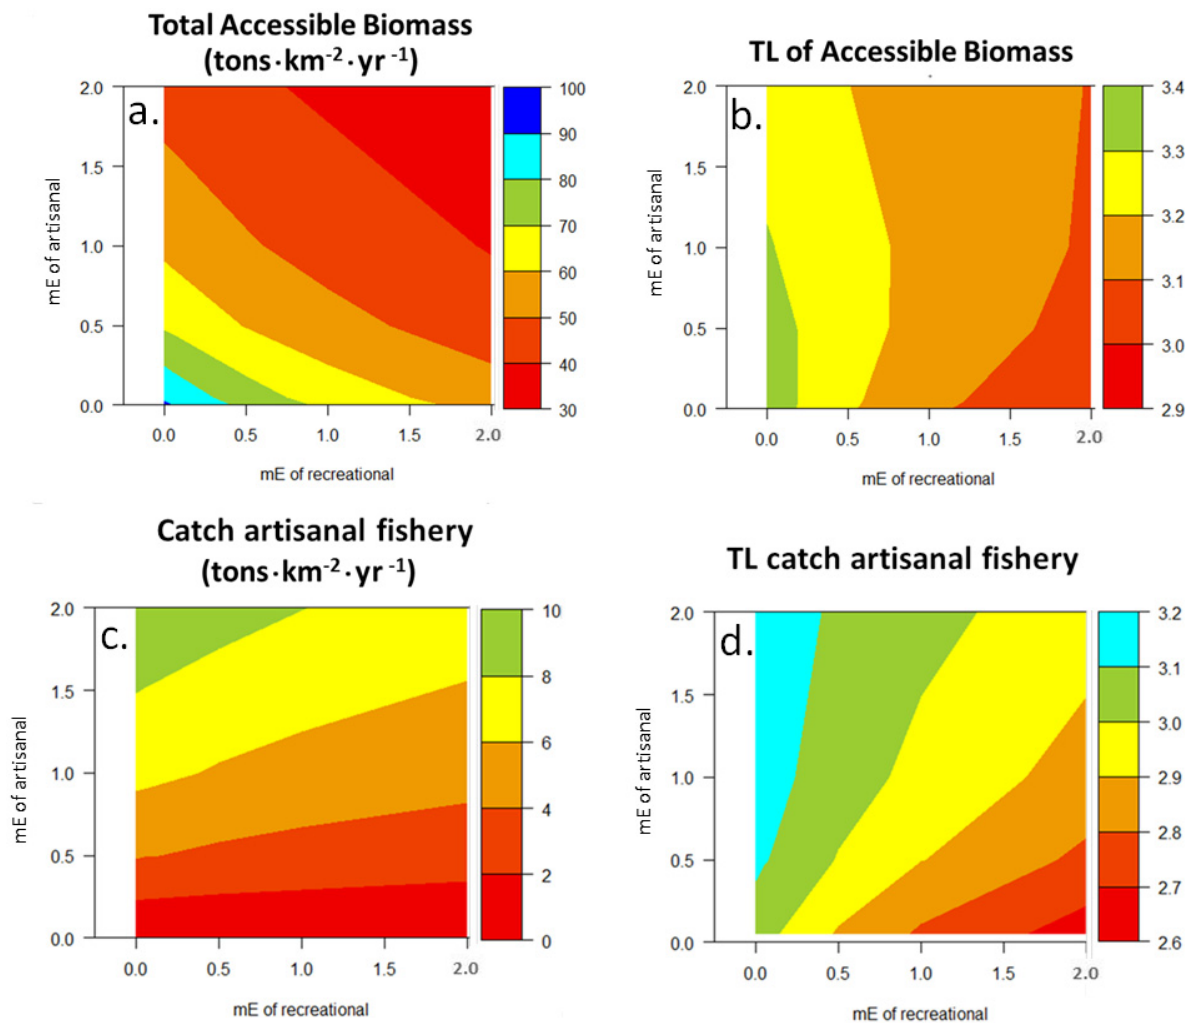 Total Accessible Biomass
(tons·km-2·yr -1)
a.
mE of artisanal
2.0
1.5
1.0
0.5
0.0
0.0 0.5 1.0 1.5 2.0
mE of recreational
100
90
80
70
60
50
40
30
TL of Accessible Biomass
b.
mE of artisanal
2.0
1.5
1.0
0.5
0.0
0.0 0.5 1.0 1.5 2.0
mE of recreational
3.4
3.3
3.2
3.1
3.0
2.9
Catch artisanal fishery
(tons·km-2·yr -1)
c.
mE of artisanal
2.0
1.5
1.0
0.5
0.0
0.0 0.5 1.0 1.5 2.0
mE of recreational
10
8
6
4
2
0
TL catch artisanal fishery
d.
mE of artisanal
2.0
1.5
1.0
0.5
0.0
0.0 0.5 1.0 1.5 2.0
mE of recreational
3.2
3.1
3.0
2.9
2.8
2.7
2.6